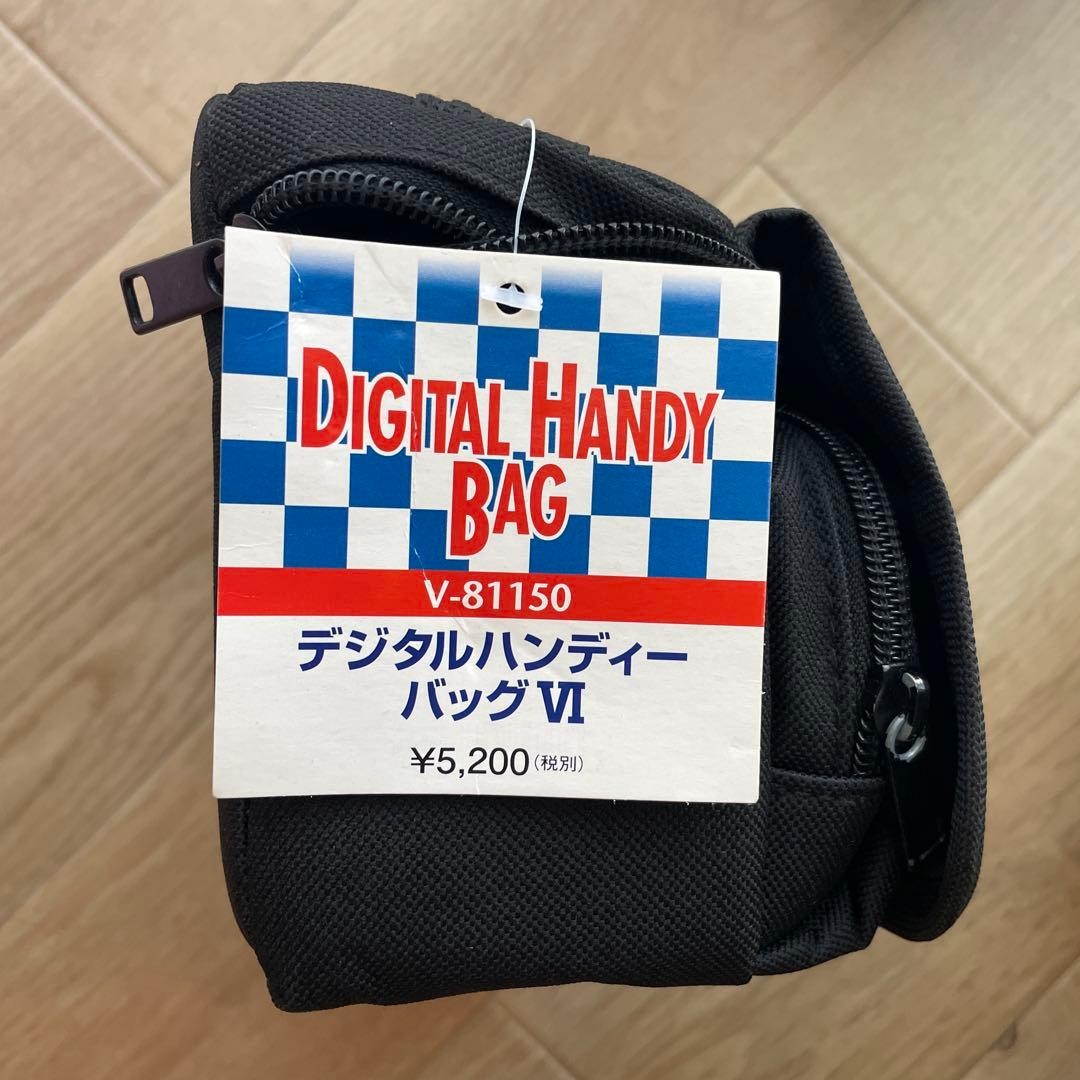 DIGITAL HANDY
BAG
V-81150
デジタルハンディー
バッグ Ⅵ
¥5,200(税別)